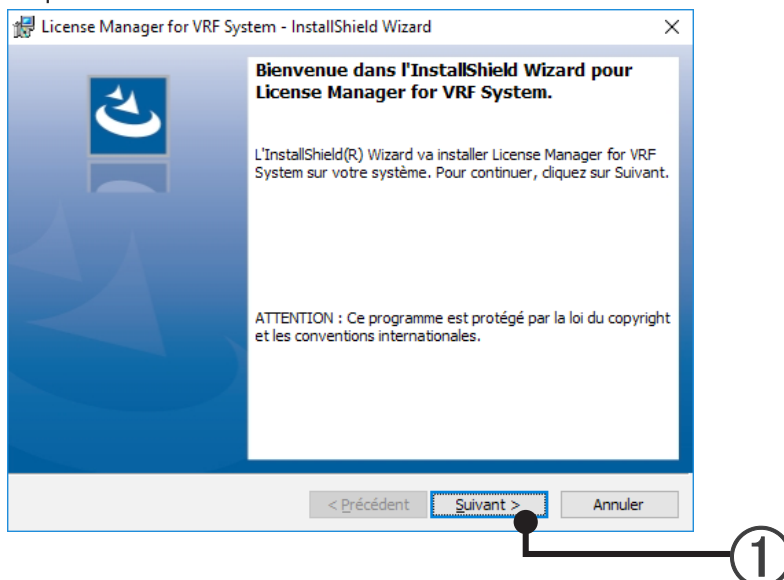 License Manager for VRF System - InstallShield Wizard
Bienvenue dans l'InstallShield Wizard pour
License Manager for VRF System.
L'InstallShield(R) Wizard va installer License Manager for VRF
System sur votre système. Pour continuer, cliquez sur Suivant.
ATTENTION : Ce programme est protégé par la loi du copyright
et les conventions internationales.
< Précédent Suivant > Annuler
1